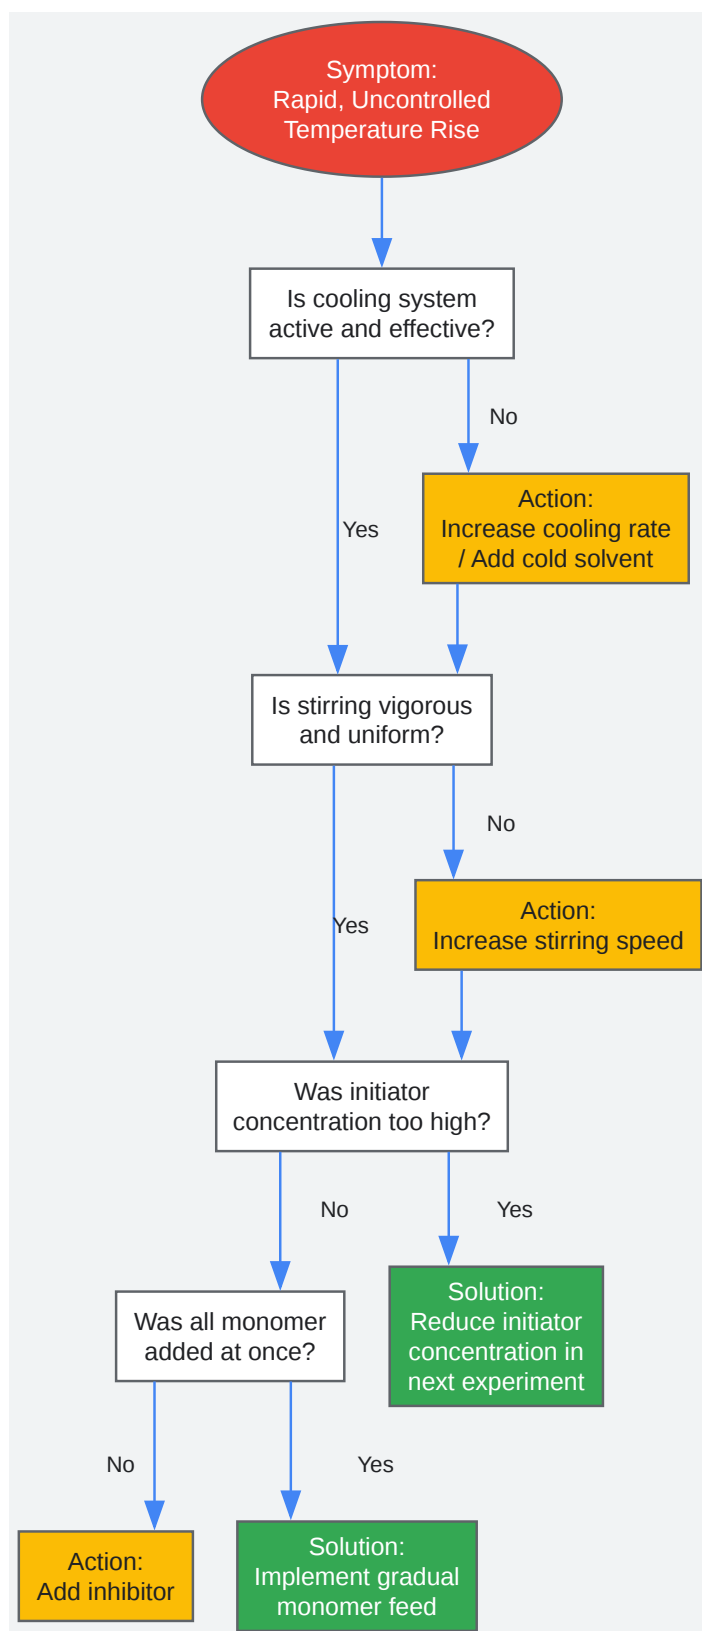 Symptom:
Rapid, Uncontrolled
Temperature Rise
Is cooling system
active and effective?
No
Action:
Increase cooling rate
/ Add cold solvent
Yes
Is stirring vigorous
and uniform?
No
Action:
Increase stirring speed
Yes
Was initiator
concentration too high?
No
Yes
Solution:
Reduce initiator
concentration in
next experiment
Was all monomer
added at once?
No
Yes
Action:
Add inhibitor
Solution:
Implement gradual
monomer feed